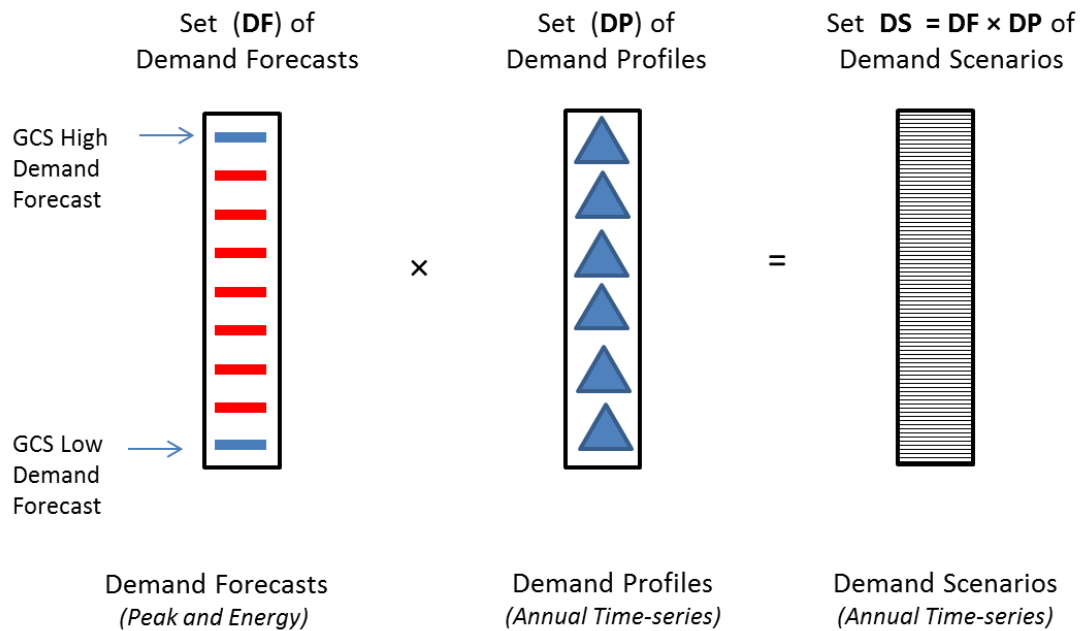 Set (DF) of
Demand Forecasts
Set (DP) of
Demand Profiles
Set DS = DF × DP of
Demand Scenarios
GCS High
Demand
Forecast
×
=
GCS Low
Demand
Forecast
Demand Forecasts
(Peak and Energy)
Demand Profiles
(Annual Time-series)
Demand Scenarios
(Annual Time-series)